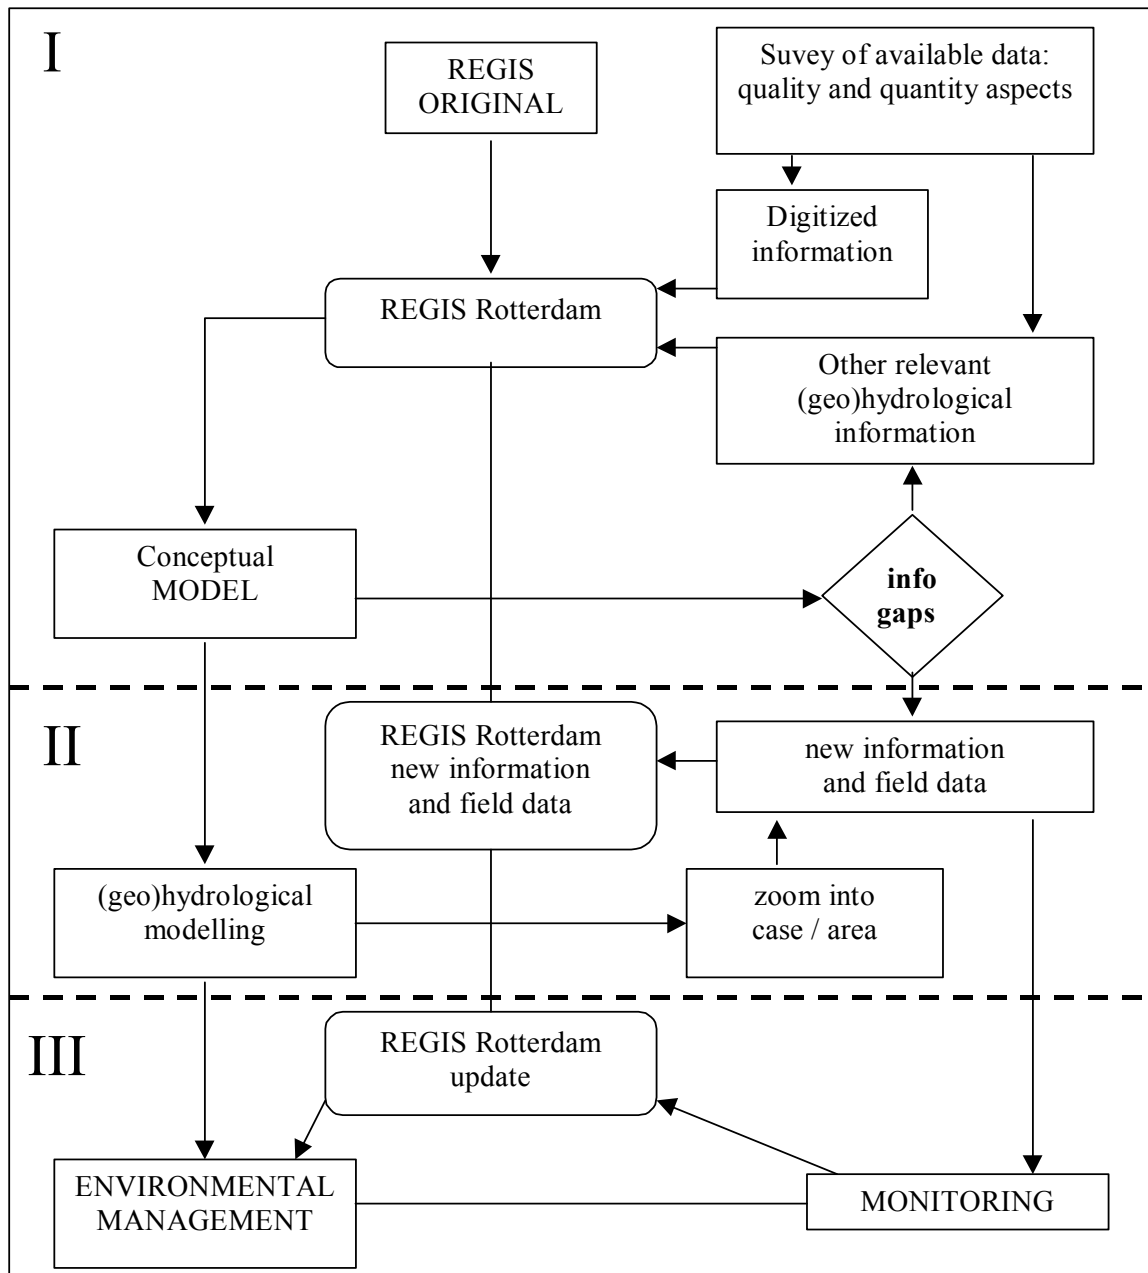 I
REGIS
ORIGINAL
Suvey of available data:
quality and quantity aspects
Digitized
information
REGIS Rotterdam
Other relevant
(geo)hydrological
information
Conceptual
MODEL
info
gaps
II
REGIS Rotterdam
new information
and field data
new information
and field data
(geo)hydrological
modelling
zoom into
case / area
III
REGIS Rotterdam
update
ENVIRONMENTAL
MANAGEMENT
MONITORING